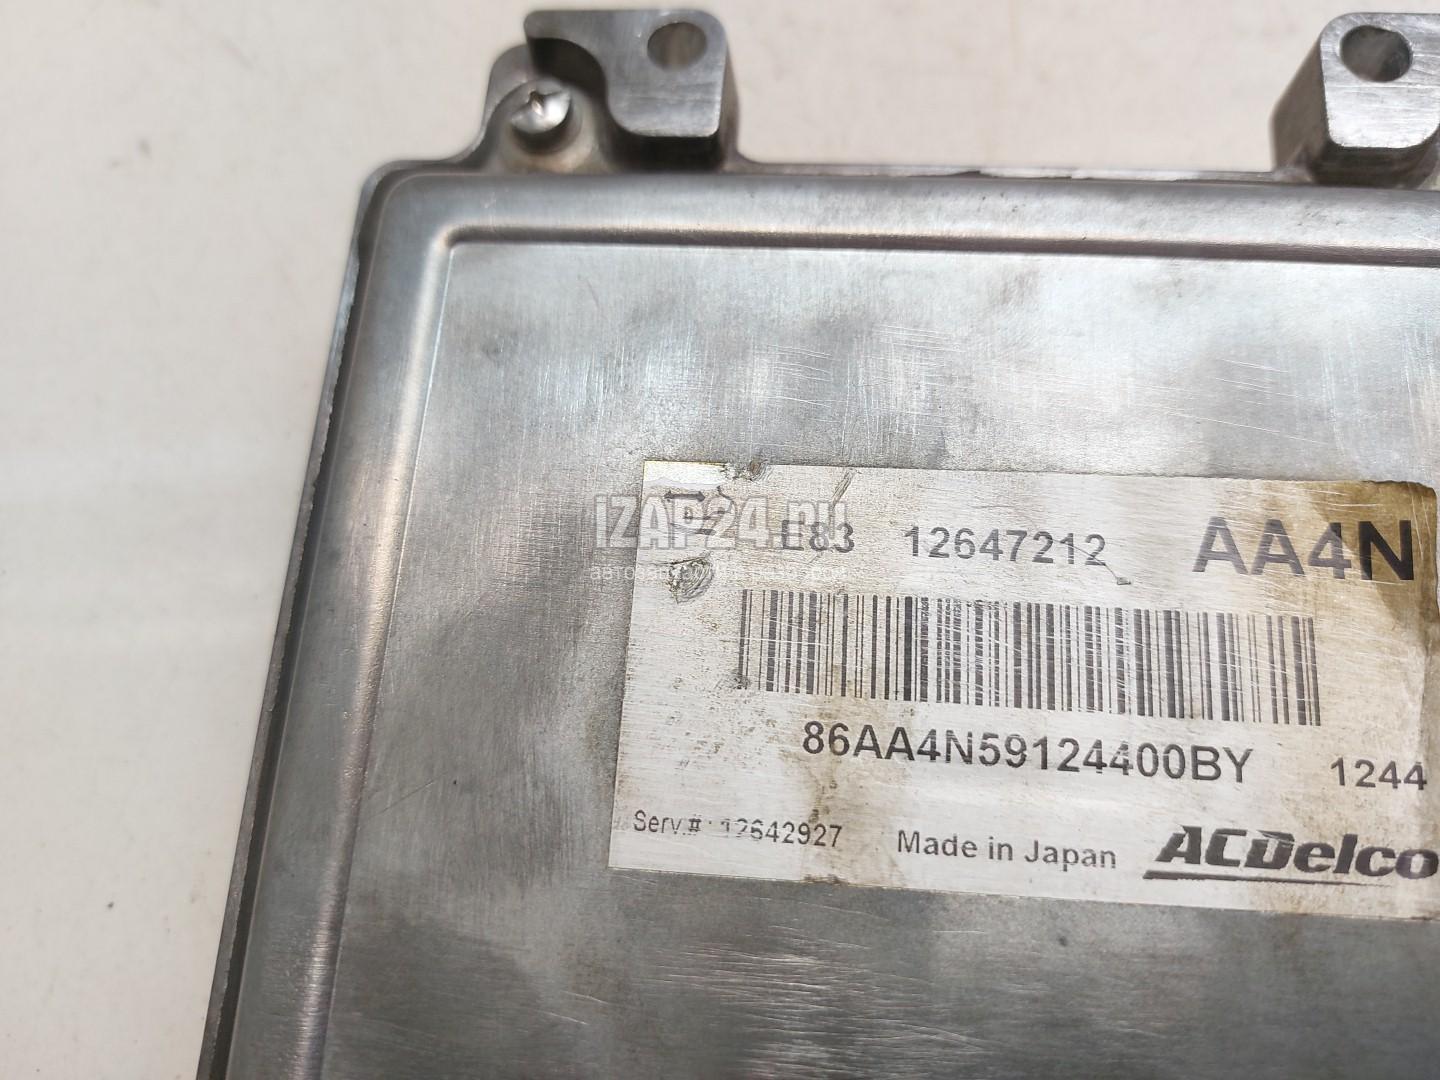 IZAP24.ru
E83 12647212 AA4N
86AA4N59124400BY 1244
Serv.#: 12642927 Made in Japan ACDelco